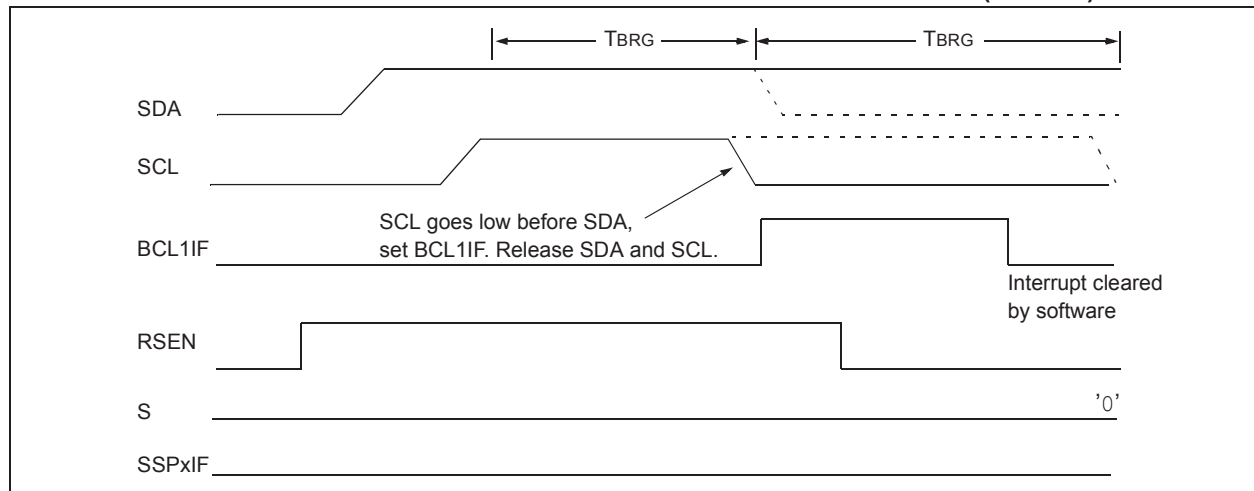 TBRG TBRG
SDA
SCL
SCL goes low before SDA,
set BCL1IF. Release SDA and SCL.
BCL1IF
Interrupt cleared
by software
RSEN
S '0'
SSPxIF